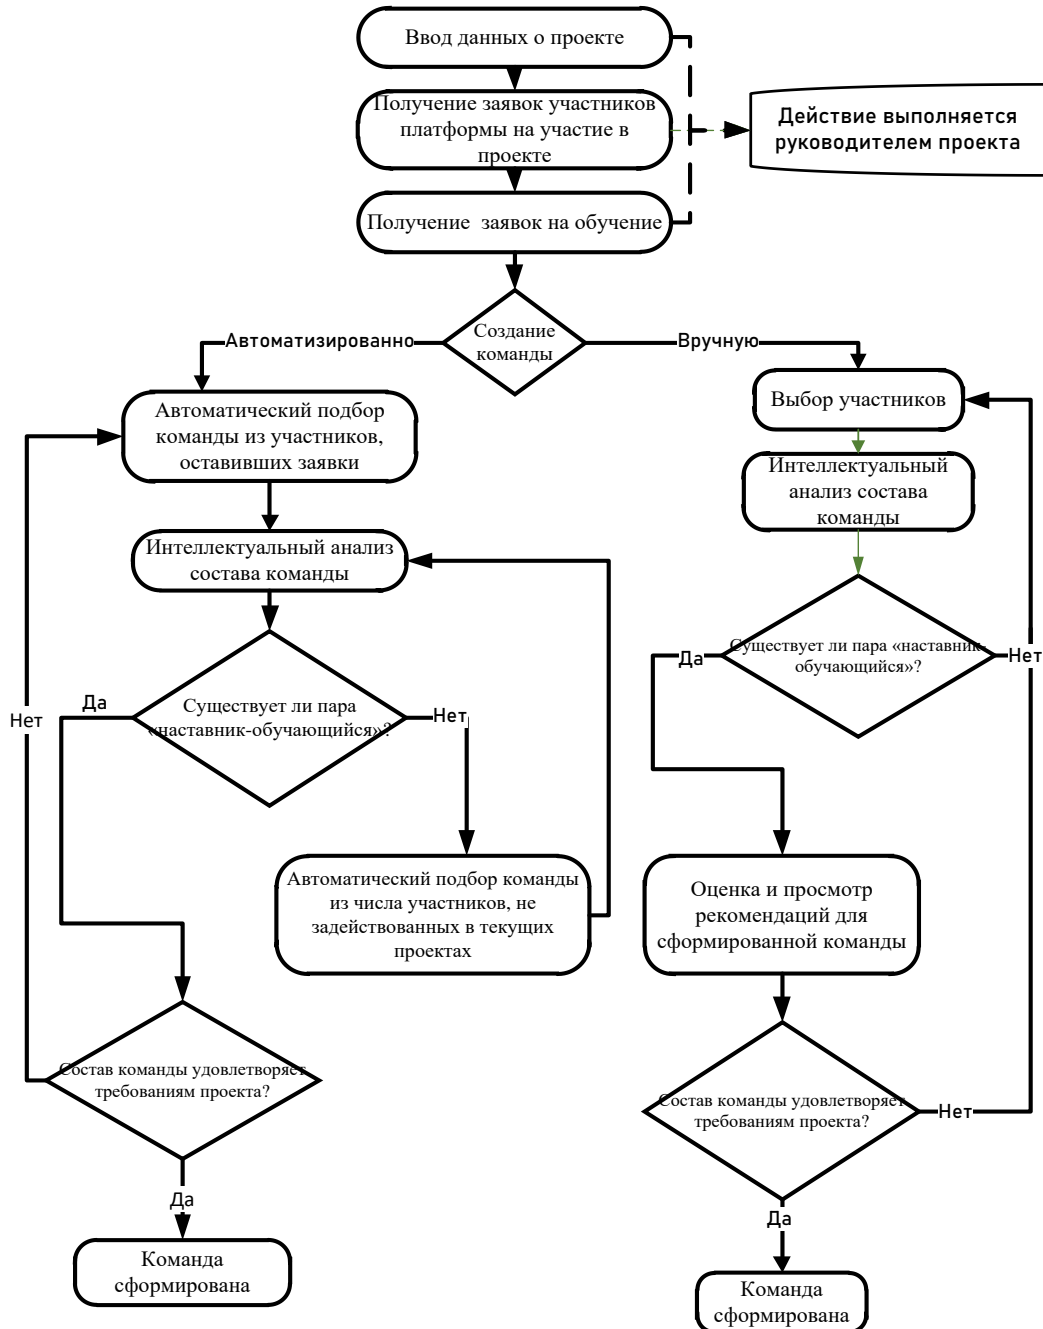 Ввод данных о проекте
Получение заявок участников
платформы на участие в
проекте
Действие выполняется
руководителем проекта
Получение заявок на обучение
Создание
команды
Автоматизированно
Вручную
Автоматический подбор
команды из участников,
оставивших заявки
Выбор участников
Интеллектуальный
анализ состава
команды
Интеллектуальный анализ
состава команды
Существует ли пара «наставник-
обучающийся»?
Да
Нет
Существует ли пара
«наставник-обучающийся»?
Да
Нет
Нет
Автоматический подбор команды
из числа участников, не
задействованных в текущих
проектах
Оценка и просмотр
рекомендаций для
сформированной команды
Состав команды удовлетворяет
требованиям проекта?
Состав команды удовлетворяет
требованиям проекта?
Нет
Да
Да
Команда
сформирована
Команда
сформирована